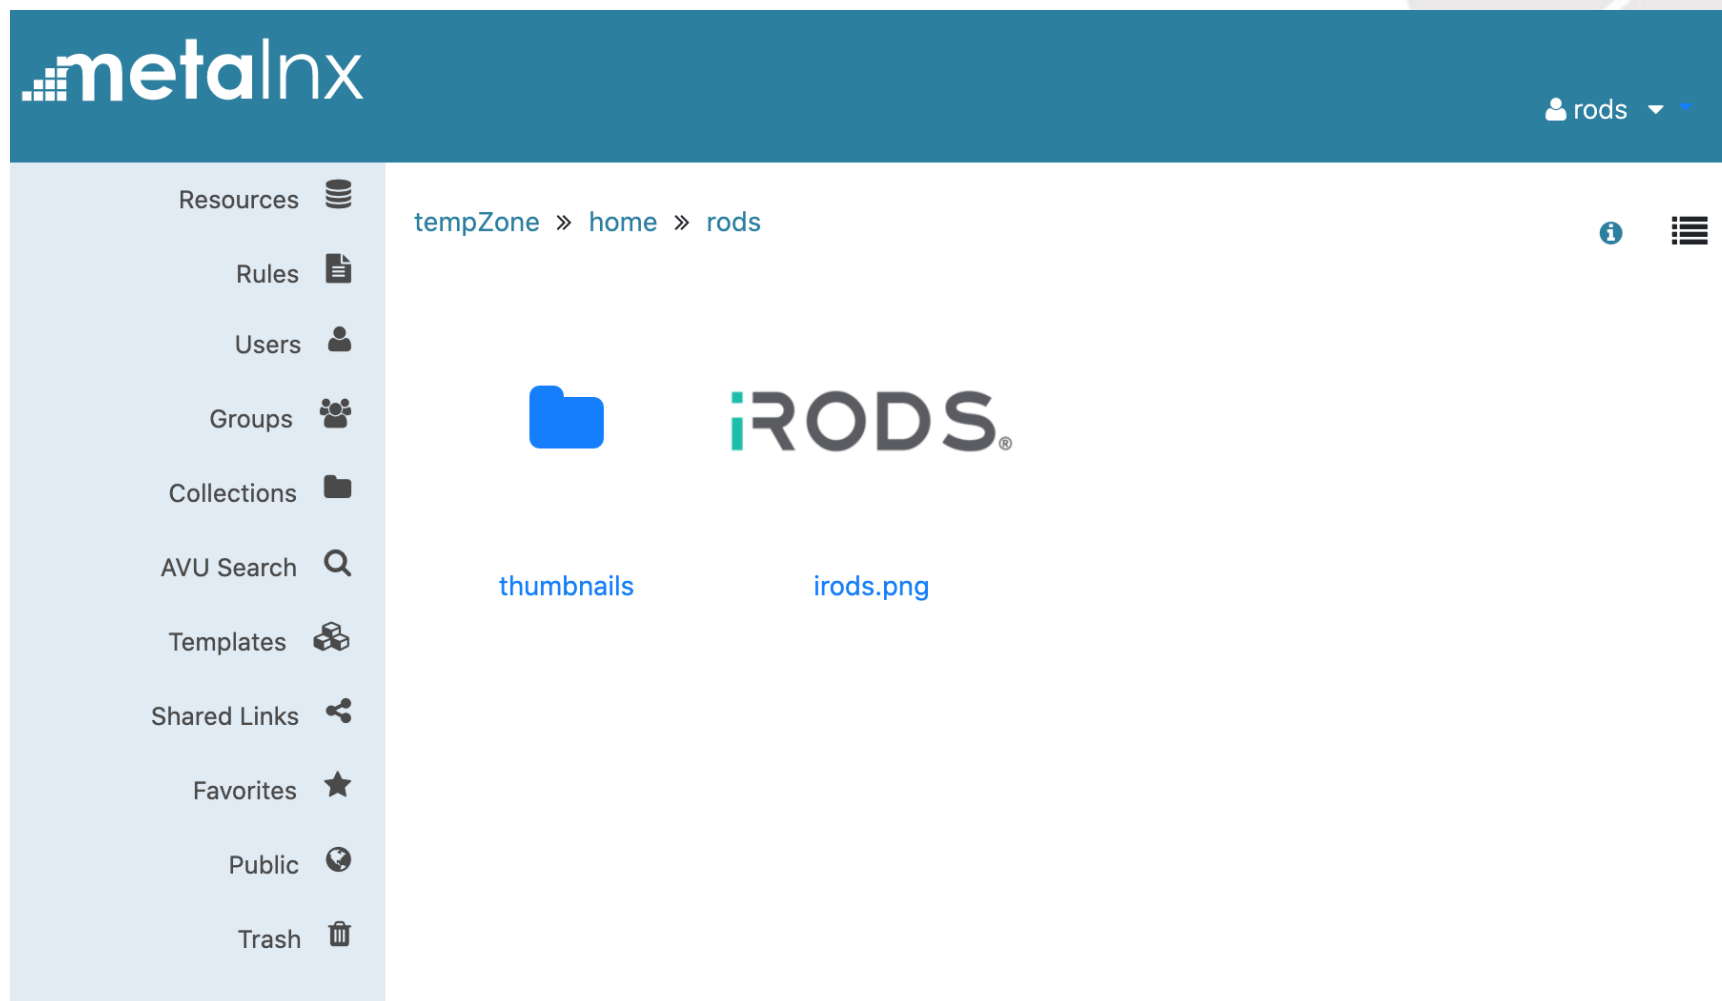 metalnx
rods
Resources
Rules
Users
Groups
Collections
AVU Search
Templates
Shared Links
Favorites
Public
Trash
tempZone » home » rods
iRODS®
thumbnails
irods.png